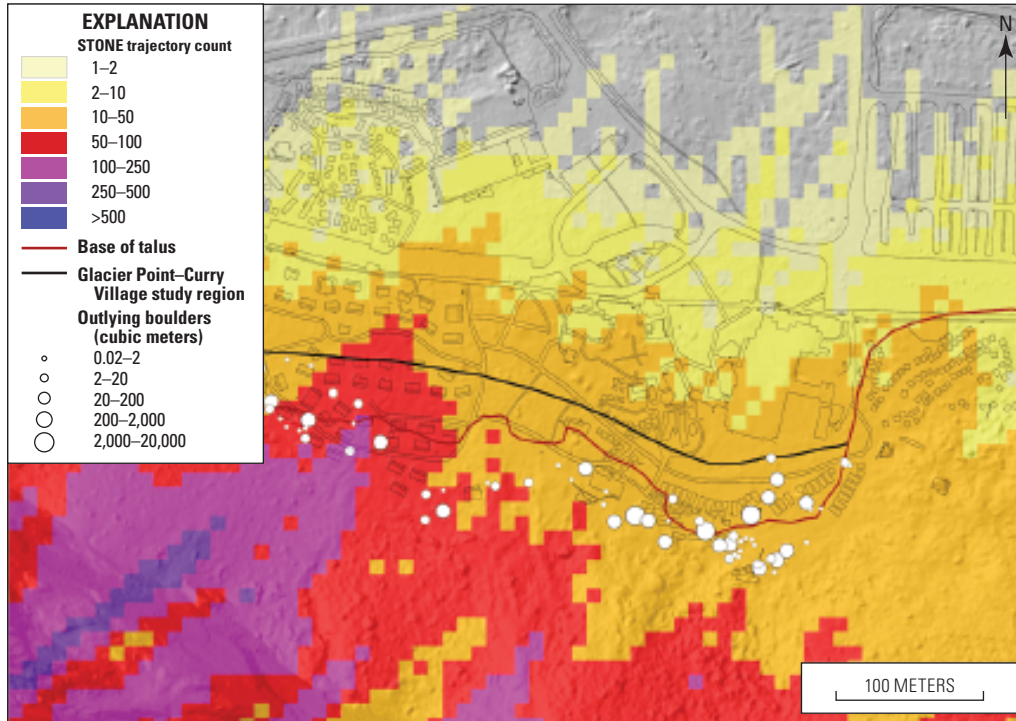 EXPLANATION
STONE trajectory count
1–2
2–10
10–50
50–100
100–250
250–500
>500
Base of talus
Glacier Point–Curry
Village study region
Outlying boulders
(cubic meters)
0.02–2
2–20
20–200
200–2,000
2,000–20,000
N
100 METERS